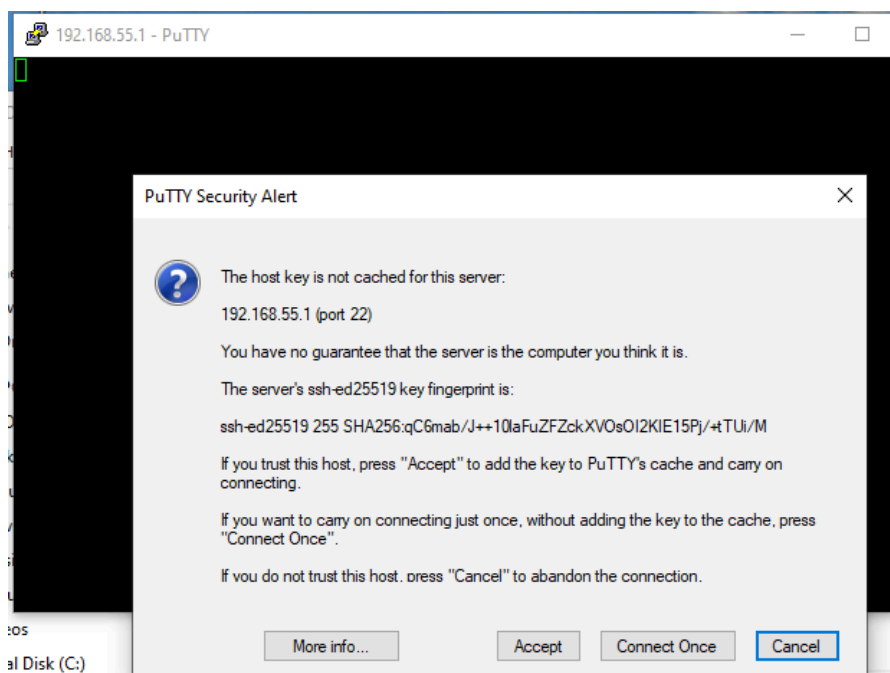 192.168.55.1 - PuTTY
PuTTY Security Alert
The host key is not cached for this server:
192.168.55.1 (port 22)
You have no guarantee that the server is the computer you think it is.
The server's ssh-ed25519 key fingerprint is:
ssh-ed25519 255 SHA256:qC6mab/J++10laFuZFZckXVOsOI2KIE15Pj/+tTUi/M
If you trust this host, press "Accept" to add the key to PuTTY's cache and carry on
connecting.
If you want to carry on connecting just once, without adding the key to the cache, press
"Connect Once".
If you do not trust this host, press "Cancel" to abandon the connection.
More info... Accept Connect Once Cancel
eos
al Disk (C:)